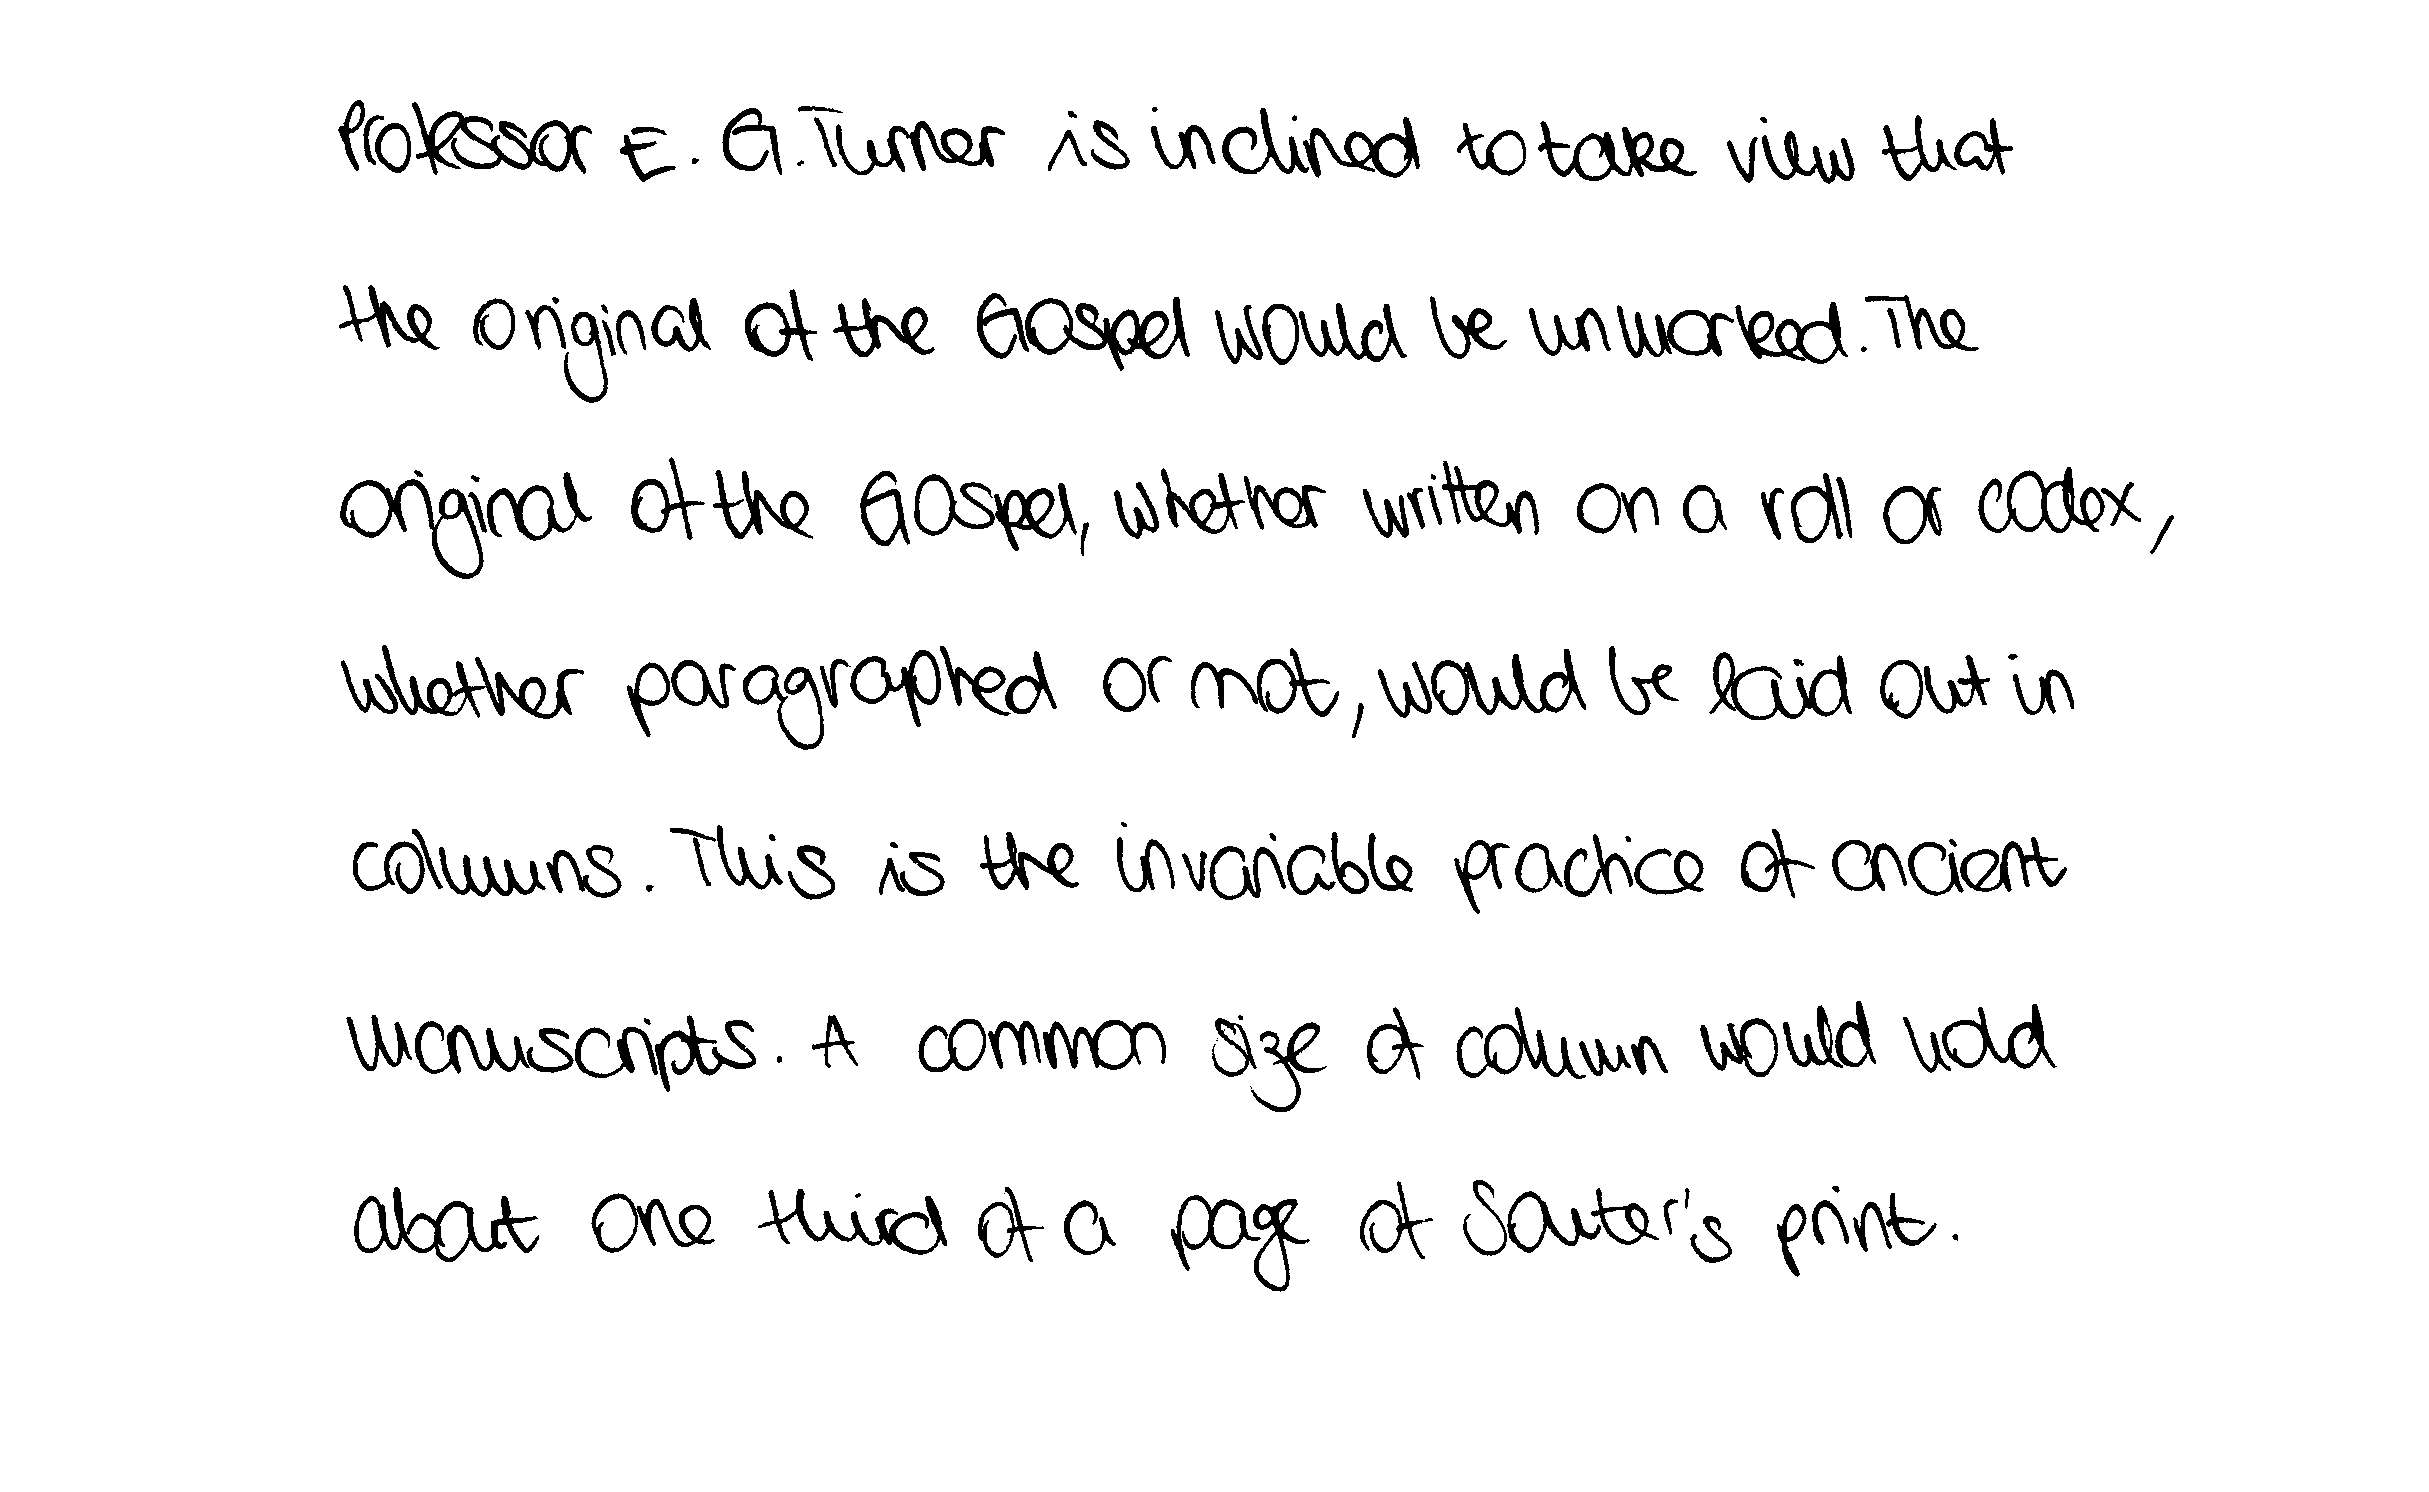 Professor E. G. Turner is inclined to take view that
the original of the Gospel would be unmarked. The
original of the Gospel, whether written on a roll or codex,
whether paragraphed or not, would be laid out in
columns. This is the invariable practice of ancient
manuscripts. A common size of column would hold
about one third of a page of Souter's print.